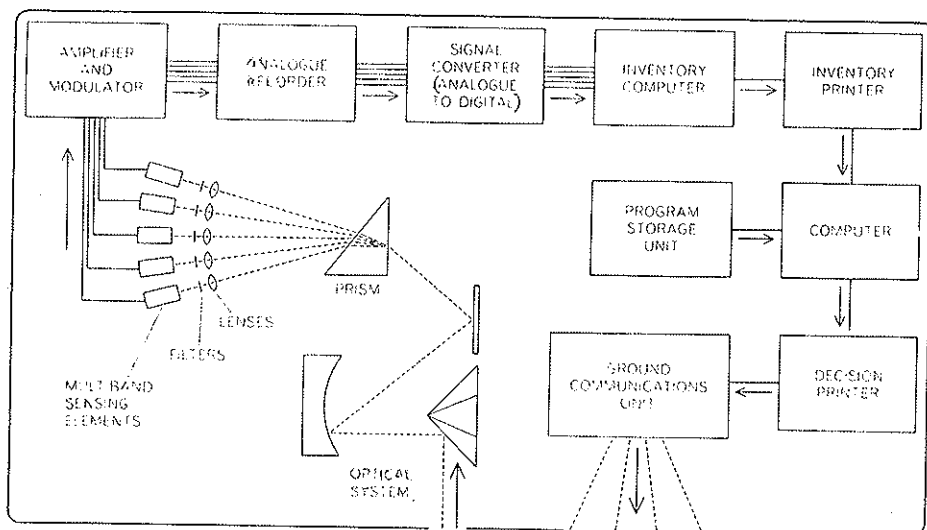 AMPLIFIER
AND
MODULATOR
ANALOGUE
RECORDER
SIGNAL
CONVERTER
(ANALOGUE
TO DIGITAL)
INVENTORY
COMPUTER
INVENTORY
PRINTER
PROGRAM
STORAGE
UNIT
COMPUTER
PRISM
LENSES
FILTERS
MULTIBAND
SENSING
ELEMENTS
OPTICAL
SYSTEM
GROUND
COMMUNICATIONS
UNIT
DECISION
PRINTER